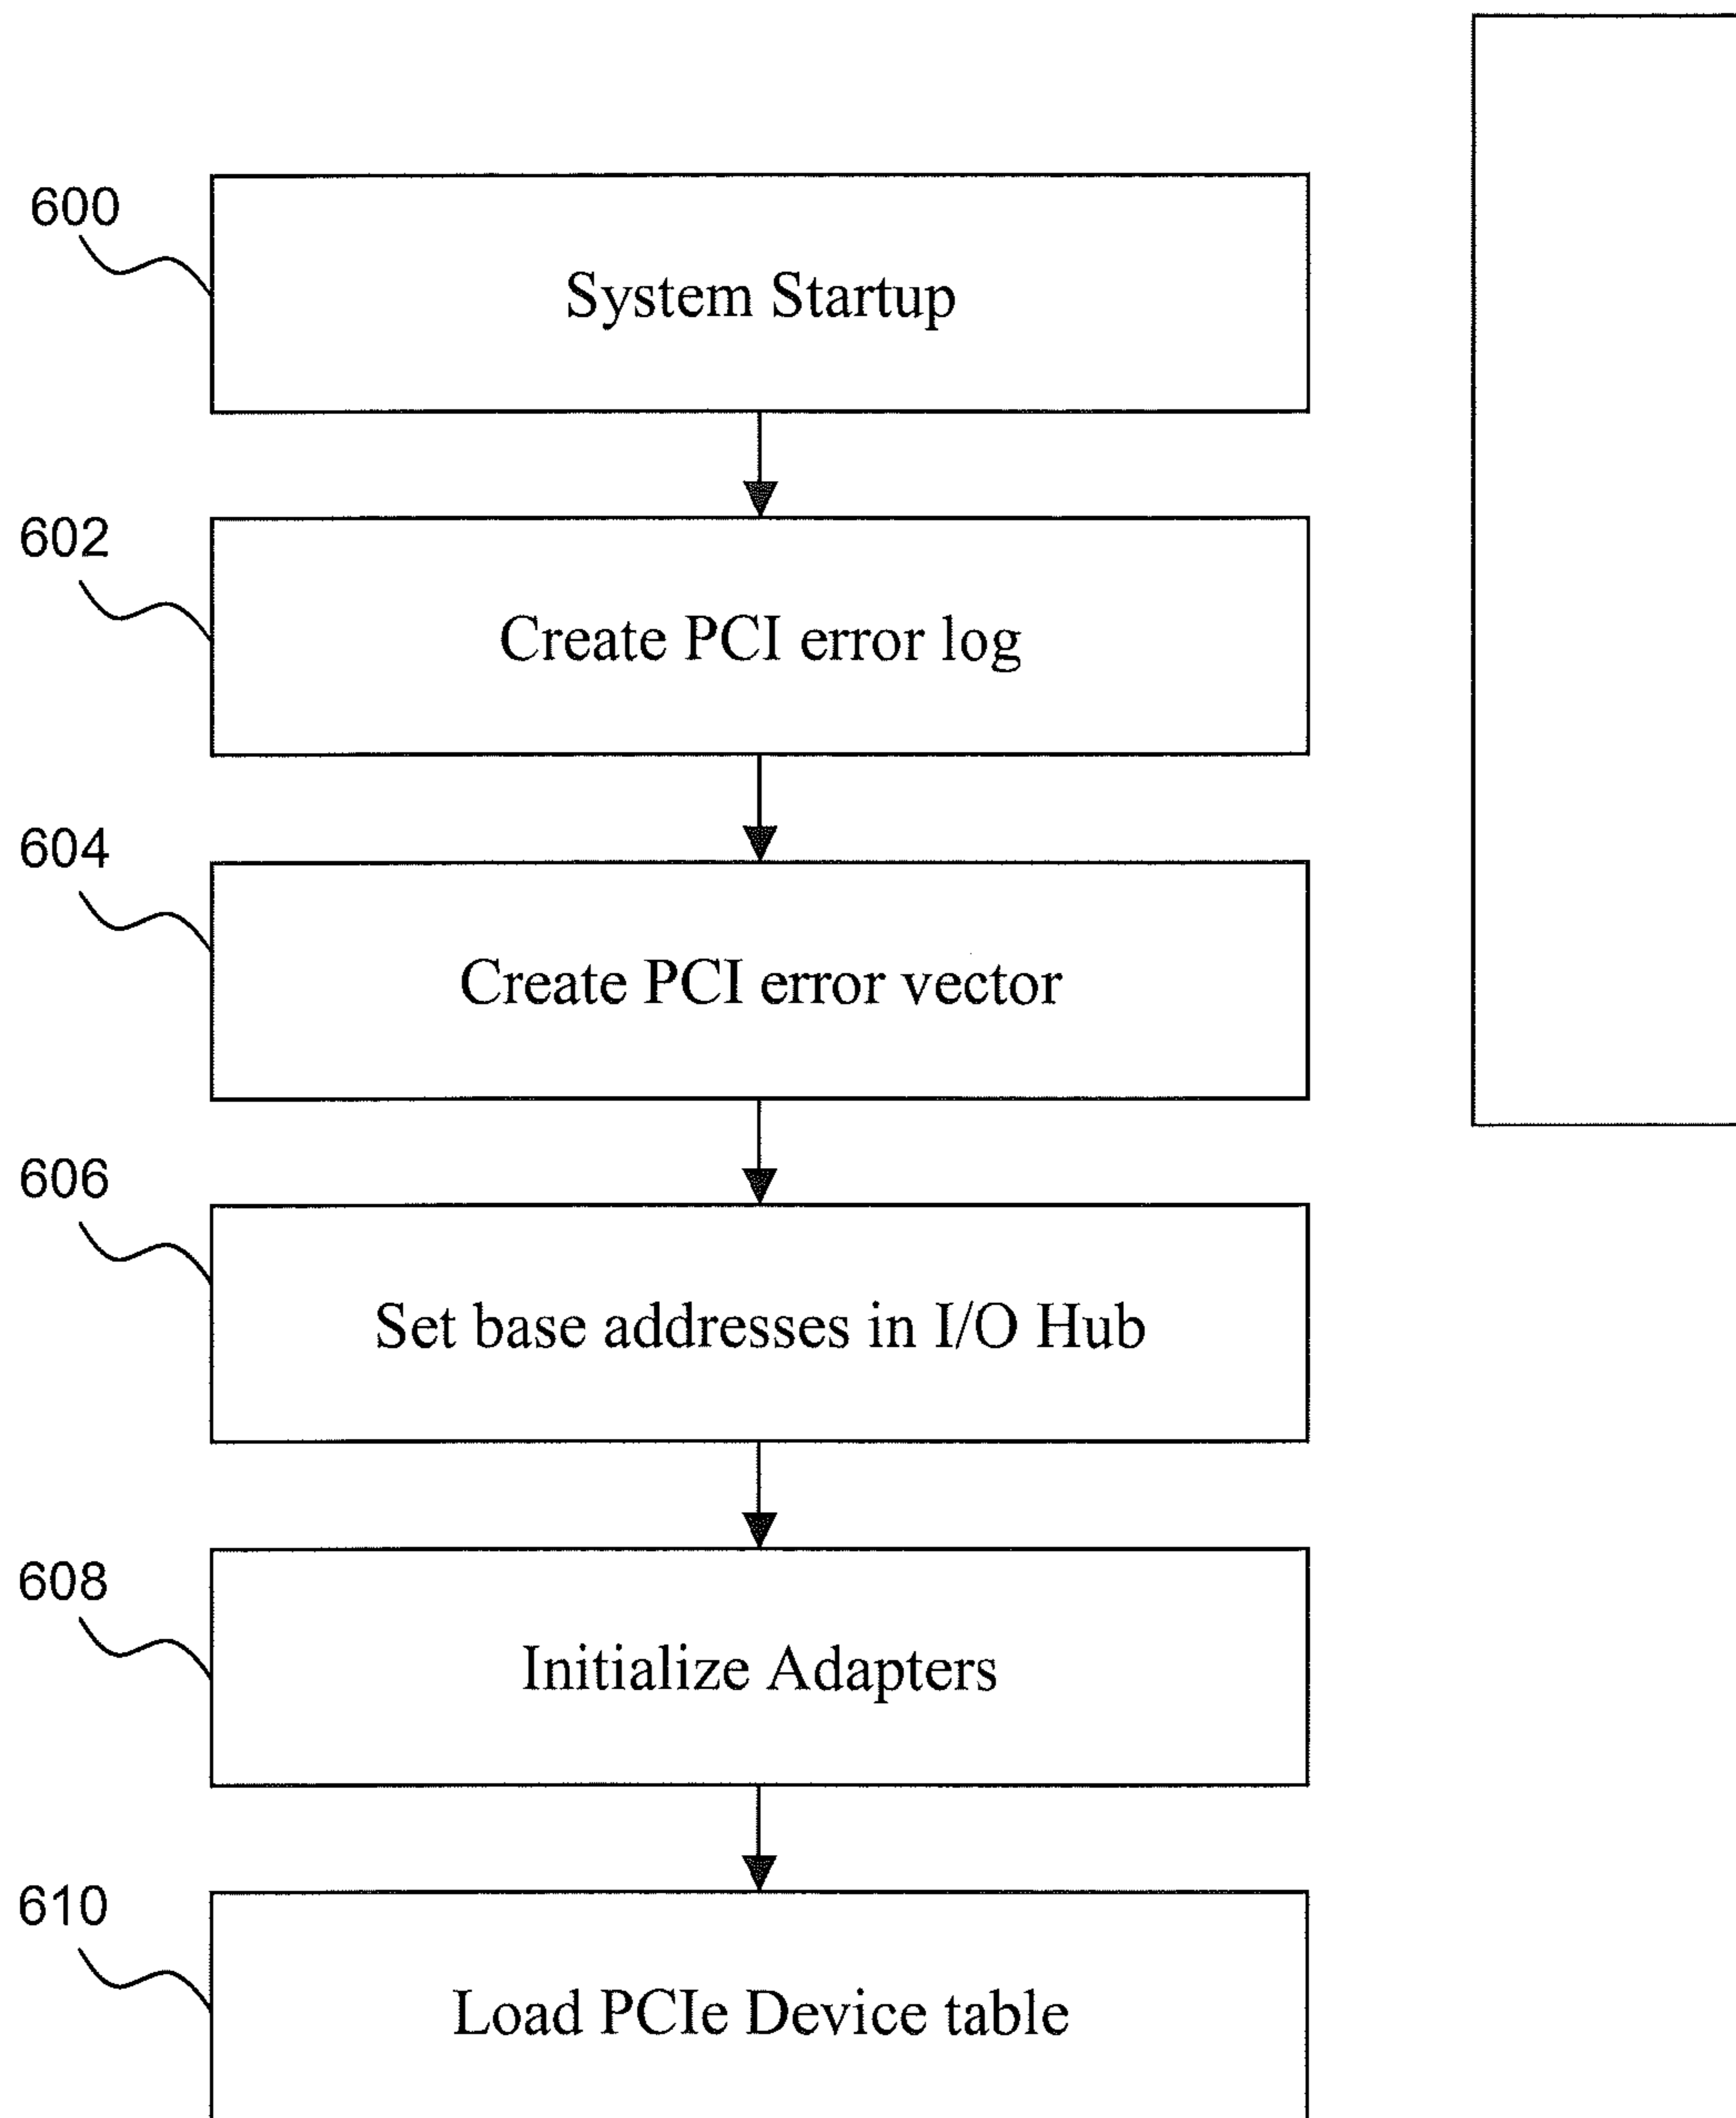 600
System Startup
602
Create PCI error log
604
Create PCI error vector
606
Set base addresses in I/O Hub
608
Initialize Adapters
610
Load PCIe Device table